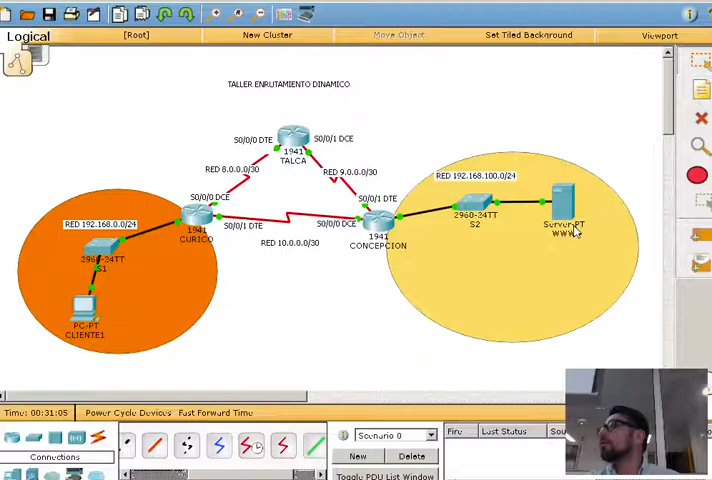 Logical
[Root]
New Cluster
Move Object
Set Tiled Background
Viewport
TALLER ENRUTAMIENTO DINAMICO
S0/0/0 DTE
S0/0/1 DCE
1941
TALCA
RED 8.0.0.0/30
RED 9.0.0.0/30
RED 192.168.100.0/24
S0/0/0 DCE
S0/0/1 DTE
RED 192.168.0.0/24
1941
CURICO
S0/0/1 DTE
S0/0/0 DCE
1941
CONCEPCION
2960-24TT
S2
Server-PT
WWW
RED 10.0.0.0/30
2960-24TT
S1
PC-PT
CLIENTE1
Time: 00:31:05
Power Cycle Devices
Fast Forward Time
Scenario 0
Fire
Last Status
Sou
New
Delete
Connections
Toggle PDU List Window